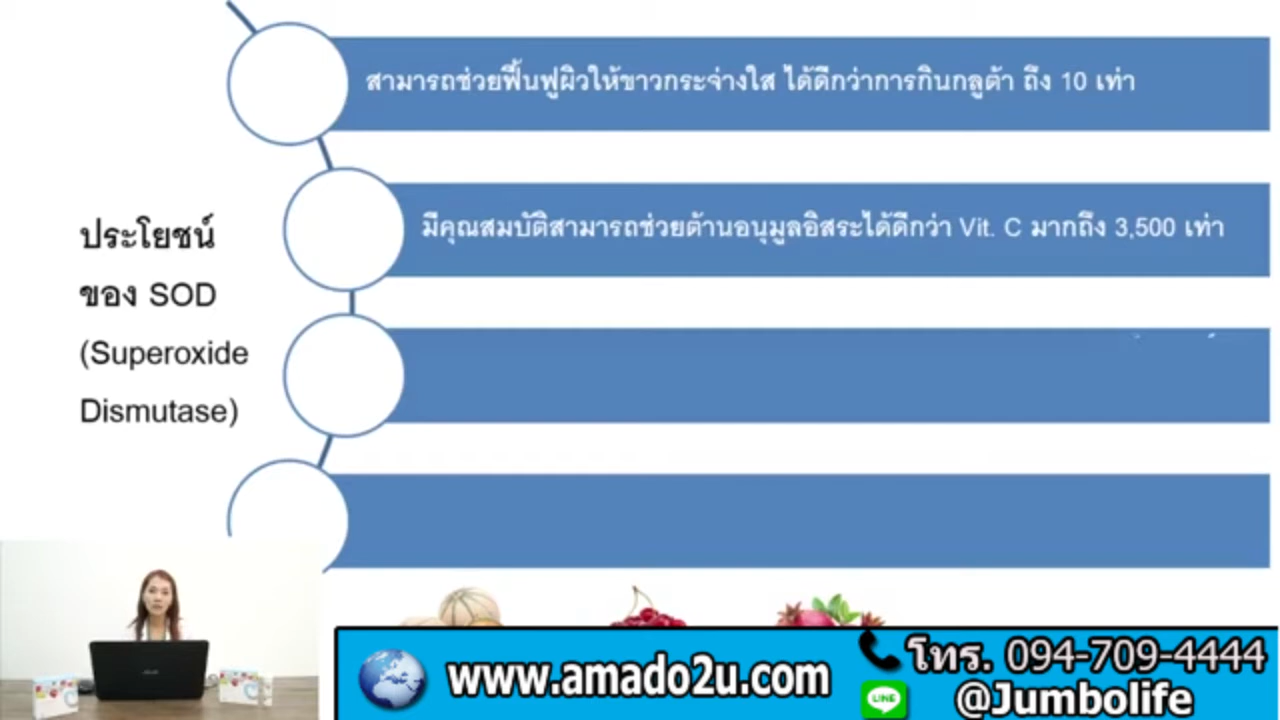 สามารถช่วยฟื้นฟูผิวให้ขาวกระจ่างใส ได้ดีกว่าการกินกลูต้า ถึง 10 เท่า
มีคุณสมบัติสามารถช่วยต้านอนุมูลอิสระได้ดีกว่า Vit. C มากถึง 3,500 เท่า
ประโยชน์
ของ SOD
(Superoxide
Dismutase)
www.amado2u.com
โทร. 094-709-4444
LINE
@Jumbolife